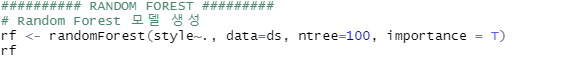 ########## RANDOM FOREST #########
# Random Forest 모델 생성
rf <- randomForest(style~., data=ds, ntree=100, importance = T)
rf